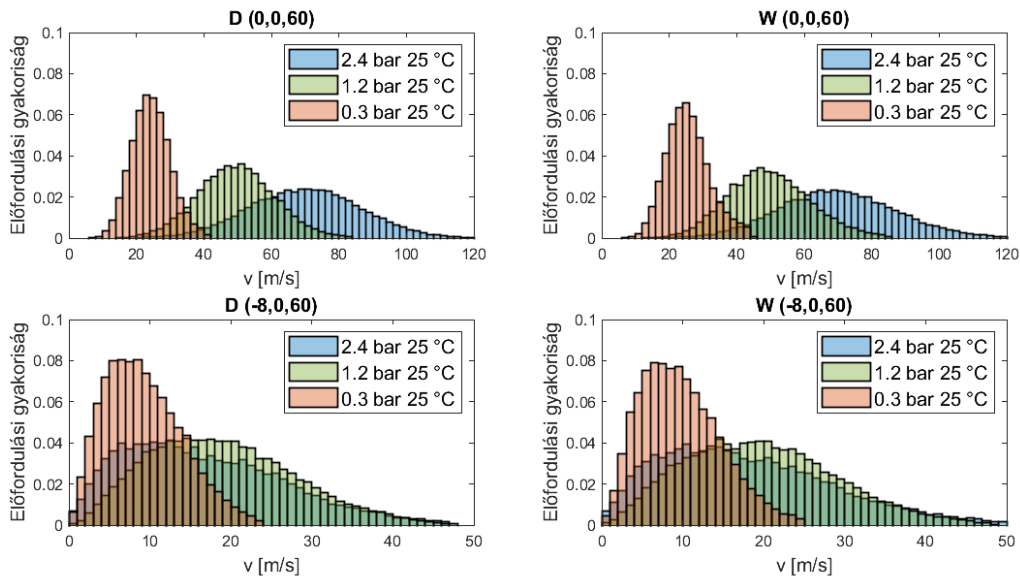 D (0,0,60)
0.1
0.08
0.06
0.04
0.02
0
Előfordulási gyakoriság
2.4 bar 25 °C
1.2 bar 25 °C
0.3 bar 25 °C
0 20 40 60 80 100 120
v [m/s]
W (0,0,60)
0.1
0.08
0.06
0.04
0.02
0
Előfordulási gyakoriság
2.4 bar 25 °C
1.2 bar 25 °C
0.3 bar 25 °C
0 20 40 60 80 100 120
v [m/s]
D (-8,0,60)
0.1
0.08
0.06
0.04
0.02
0
Előfordulási gyakoriság
2.4 bar 25 °C
1.2 bar 25 °C
0.3 bar 25 °C
0 10 20 30 40 50
v [m/s]
W (-8,0,60)
0.1
0.08
0.06
0.04
0.02
0
Előfordulási gyakoriság
2.4 bar 25 °C
1.2 bar 25 °C
0.3 bar 25 °C
0 10 20 30 40 50
v [m/s]